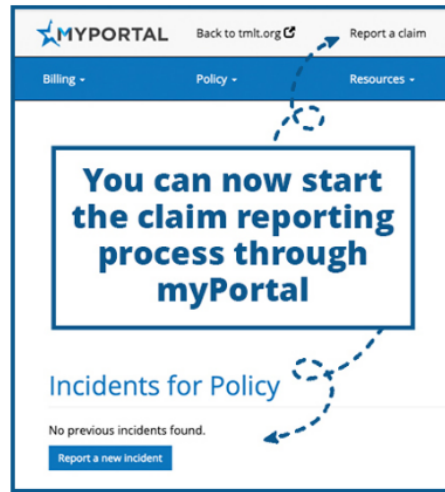 MYPORTAL Back to tmlt.org Report a claim
Billing Policy Resources
You can now start
the claim reporting
process through
myPortal
Incidents for Policy
No previous incidents found.
Report a new incident